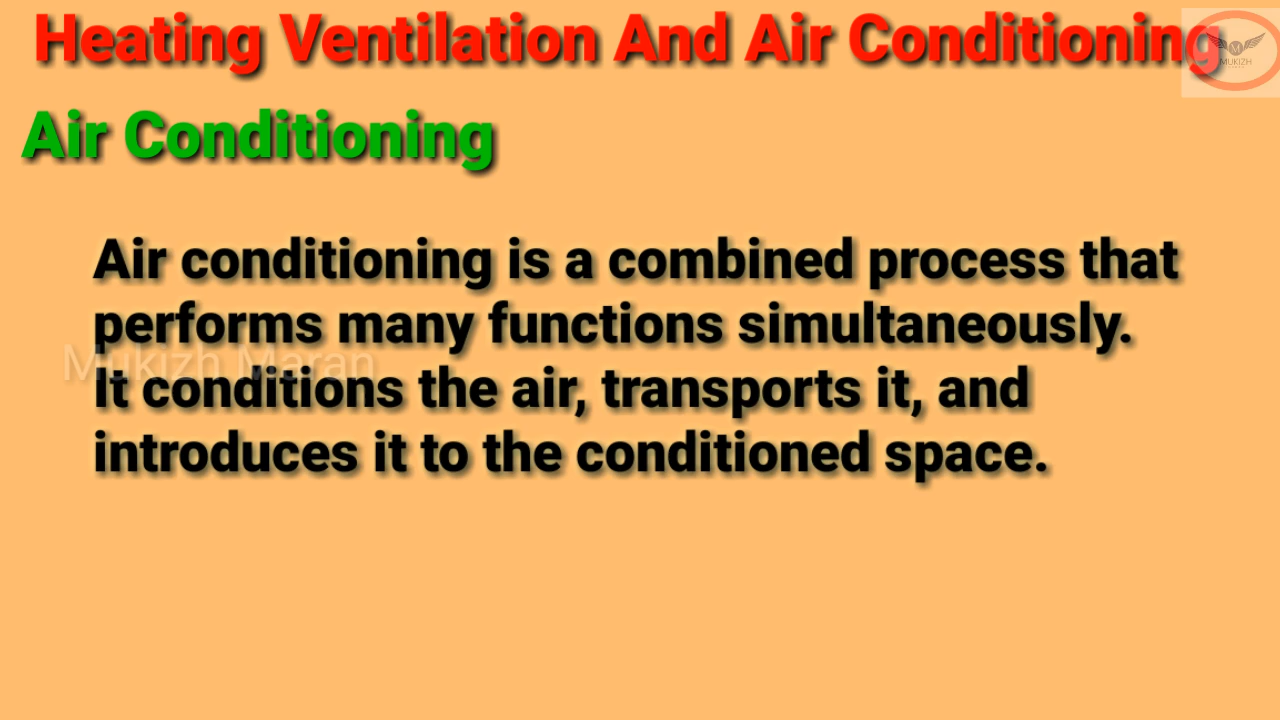 Heating Ventilation And Air Conditioning
MUKIZH
Air Conditioning
Air conditioning is a combined process that
performs many functions simultaneously.
Mukizh Maran
It conditions the air, transports it, and
introduces it to the conditioned space.